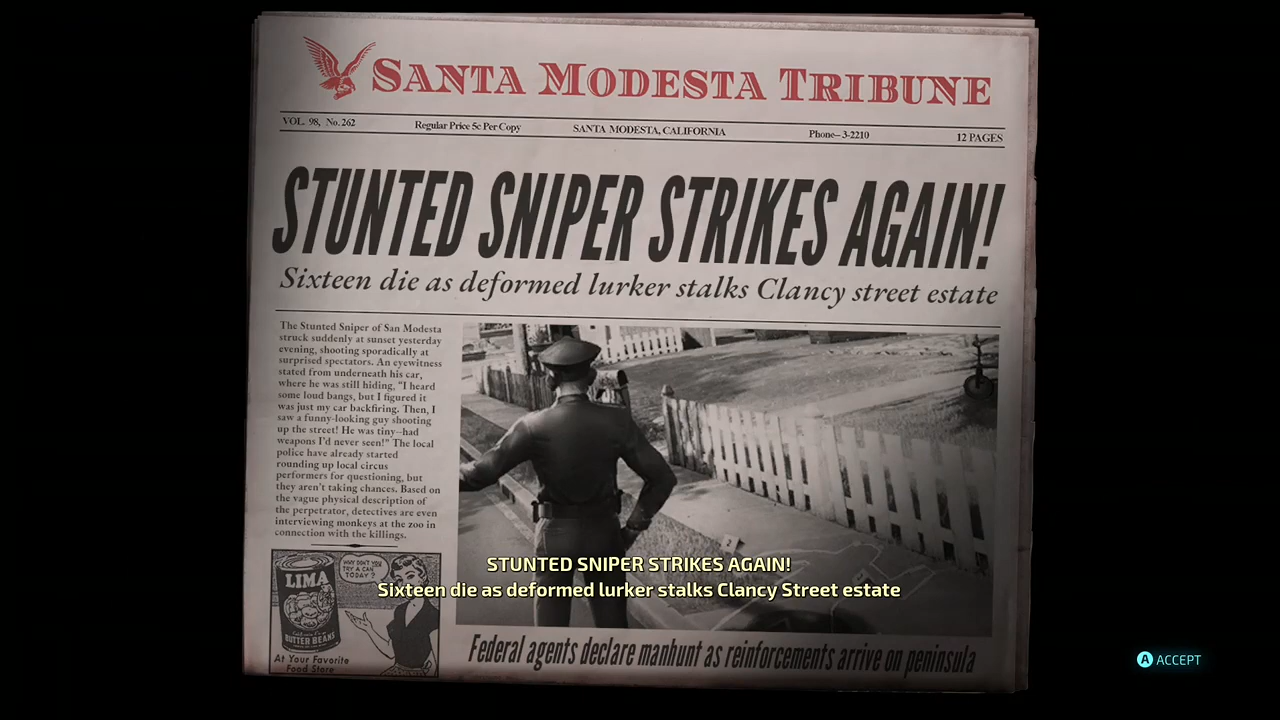 SANTA MODESTA TRIBUNE
VOL. 98, No. 262 Regular Price 5c Per Copy SANTA MODESTA, CALIFORNIA Phone–3-2210 12 PAGES
STUNTED SNIPER STRIKES AGAIN!
Sixteen die as deformed lurker stalks Clancy street estate
The Stunted Sniper of San Modesta
struck suddenly at sunset yesterday
evening, shooting sporadically at
surprised spectators. An eyewitness
stated from underneath his car,
where he was still hiding, "I heard
some loud bangs, but I figured it
was just my car backfiring. Then, I
saw a funny-looking guy shooting
up the street! He was tiny--had
weapons I'd never seen!" The local
police have already started
rounding up local circus
performers for questioning, but
they aren't taking chances. Based on
the vague physical description of
the perpetrator, detectives are even
interviewing monkeys at the zoo in
connection with the killings.
LIMA
BUTTER BEANS
WHY DON'T YOU
TRY A CAN
TODAY?
At Your Favorite
Food Store
2
STUNTED SNIPER STRIKES AGAIN!
Sixteen die as deformed lurker stalks Clancy Street estate
Federal agents declare manhunt as reinforcements arrive on peninsula
A ACCEPT